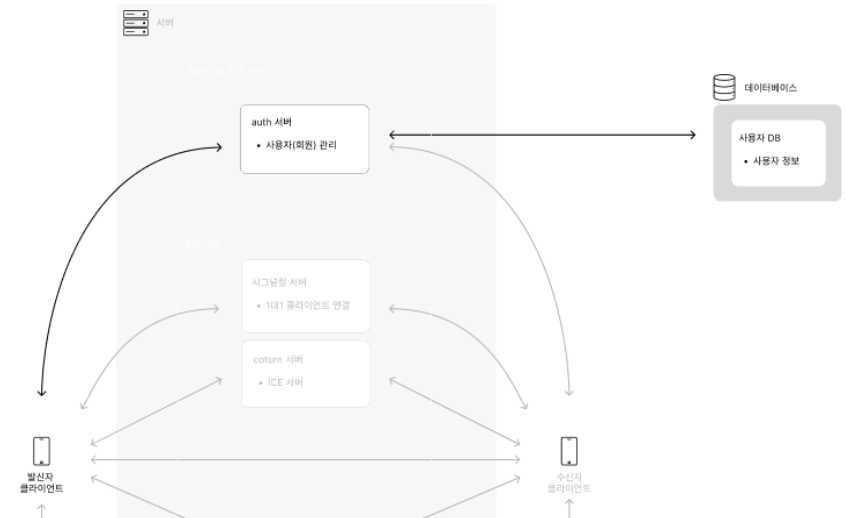 서버
데이터베이스
auth 서버
• 사용자(회원) 관리
사용자 DB
• 사용자 정보
시그널링 서버
• 1대1 클라이언트 연결
coturn 서버
• ICE 서버
발신자
클라이언트
수신자
클라이언트